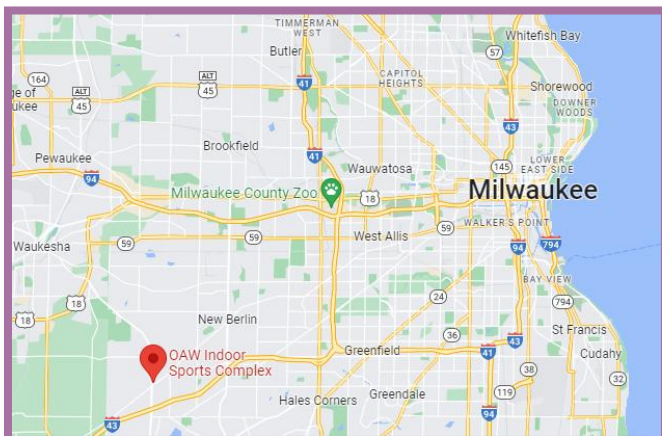 TIMMERMAN
WEST
Whitefish Bay
Butler
41
57
164
ALT
45
ALT
45
CAPITOL
HEIGHTS
Shorewood
ge of
ukee
DOWNER
WOODS
43
Brookfield
41
Pewaukee
Wauwatosa
145
LOWER
EAST SIDE
94
Milwaukee County Zoo
18
Milwaukee
59
59
West Allis
59
WALKER'S POINT
Waukesha
94
794
BAY VIEW
18
24
794
18
New Berlin
36
St Francis
OAW Indoor
Sports Complex
Greenfield
41
43
Cudahy
38
32
Hales Corners
Greendale
119
43
94